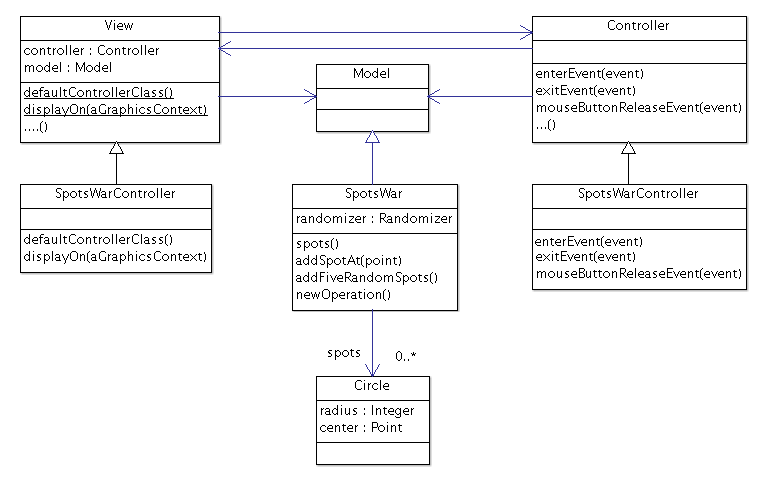 View
controller : Controller
model : Model
defaultControllerClass()
displayOn(aGraphicsContext)
....()
Model
Controller
enterEvent(event)
exitEvent(event)
mouseButtonReleaseEvent(event)
...()
SpotsWarController
defaultControllerClass()
displayOn(aGraphicsContext)
SpotsWar
randomizer : Randomizer
spots()
addSpotAt(point)
addFiveRandomSpots()
newOperation()
SpotsWarController
enterEvent(event)
exitEvent(event)
mouseButtonReleaseEvent(event)
spots
0..*
Circle
radius : Integer
center : Point